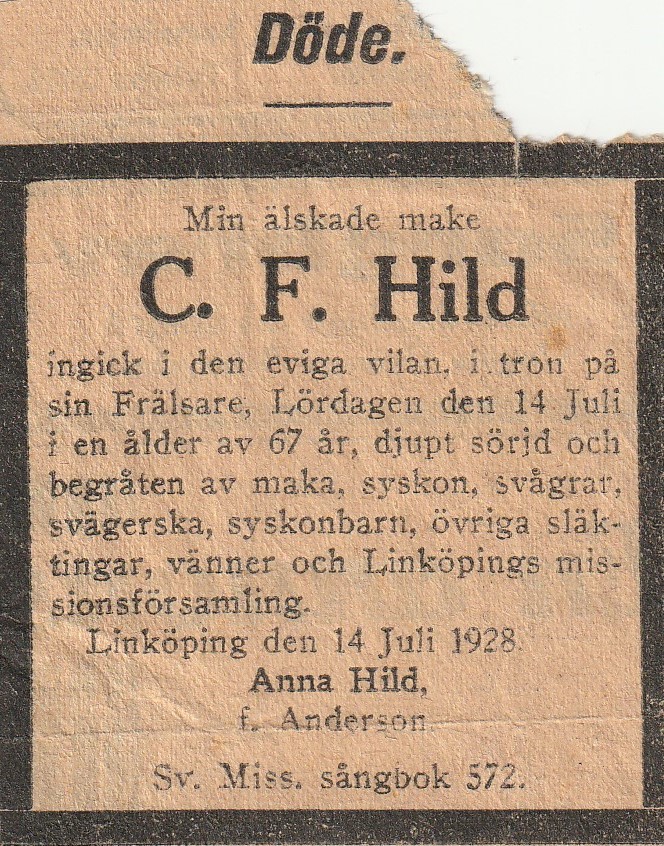 Döde.
Min älskade make
C. F. Hild
ingick i den eviga vilan, i tron på
sin Frälsare, Lördagen den 14 Juli
i en ålder av 67 år, djupt sörjd och
begråten av maka, syskon, svågrar,
svägerska, syskonbarn, övriga släk-
tingar, vänner och Linköpings mis-
sionsförsamling.
Linköping den 14 Juli 1928.
Anna Hild,
f. Anderson
Sv. Miss. sångbok 572.